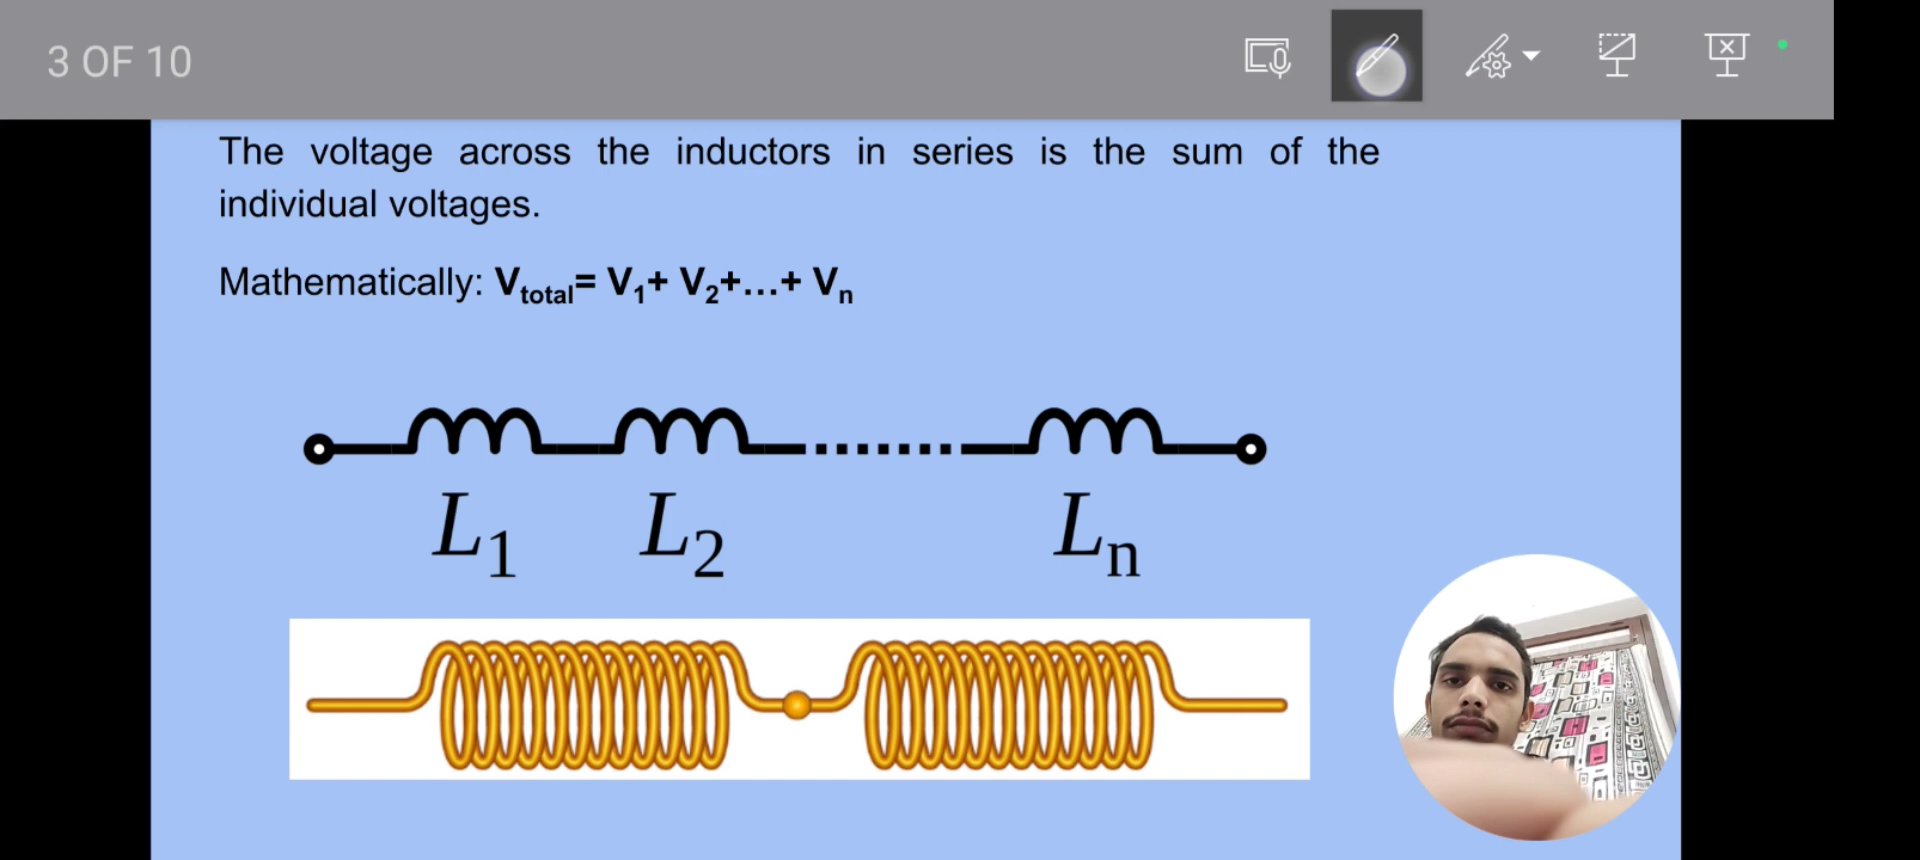 3 OF 10
The voltage across the inductors in series is the sum of the
individual voltages.
Mathematically: Vtotal= V1+ V2+...+ Vn
L1 L2 Ln